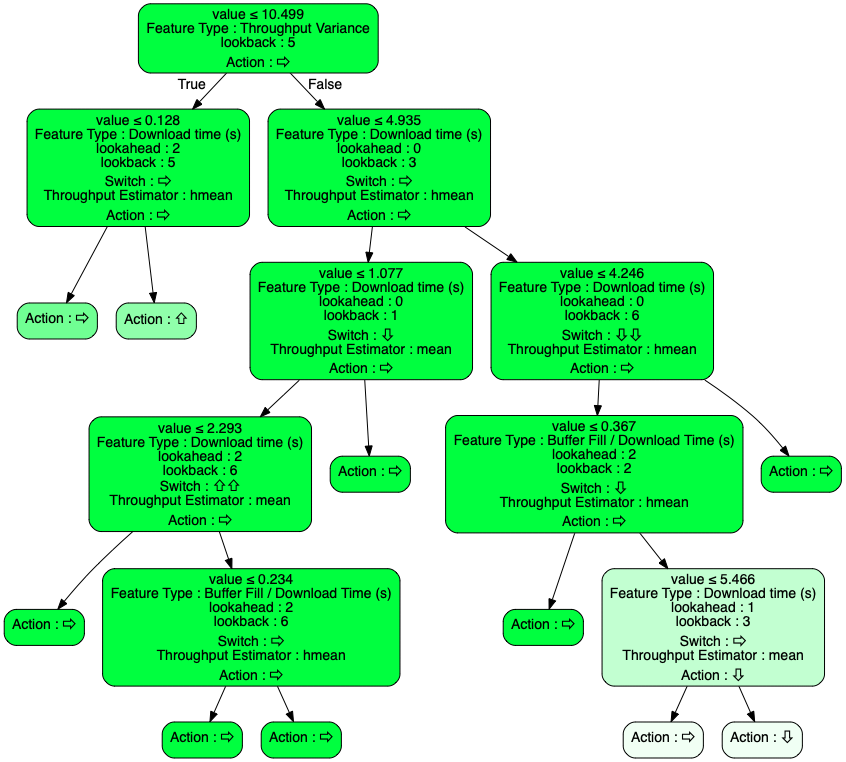 value ≤ 10.499
Feature Type : Throughput Variance
lookback : 5
Action : ⇨
True
False
value ≤ 0.128
Feature Type : Download time (s)
lookahead : 2
lookback : 5
Switch : ⇨
Throughput Estimator : hmean
Action : ⇨
value ≤ 4.935
Feature Type : Download time (s)
lookahead : 0
lookback : 3
Switch : ⇨
Throughput Estimator : hmean
Action : ⇨
Action : ⇨
Action : ⇧
value ≤ 1.077
Feature Type : Download time (s)
lookahead : 0
lookback : 1
Switch : ⇩
Throughput Estimator : mean
Action : ⇨
value ≤ 4.246
Feature Type : Download time (s)
lookahead : 0
lookback : 6
Switch : ⇩⇩
Throughput Estimator : hmean
Action : ⇨
value ≤ 2.293
Feature Type : Download time (s)
lookahead : 2
lookback : 6
Switch : ⇧⇧
Throughput Estimator : mean
Action : ⇨
Action : ⇨
value ≤ 0.367
Feature Type : Buffer Fill / Download Time (s)
lookahead : 2
lookback : 2
Switch : ⇩
Throughput Estimator : hmean
Action : ⇨
Action : ⇨
Action : ⇨
value ≤ 0.234
Feature Type : Buffer Fill / Download Time (s)
lookahead : 2
lookback : 6
Switch : ⇨
Throughput Estimator : hmean
Action : ⇨
Action : ⇨
value ≤ 5.466
Feature Type : Download time (s)
lookahead : 1
lookback : 3
Switch : ⇨
Throughput Estimator : mean
Action : ⇩
Action : ⇨
Action : ⇨
Action : ⇨
Action : ⇩